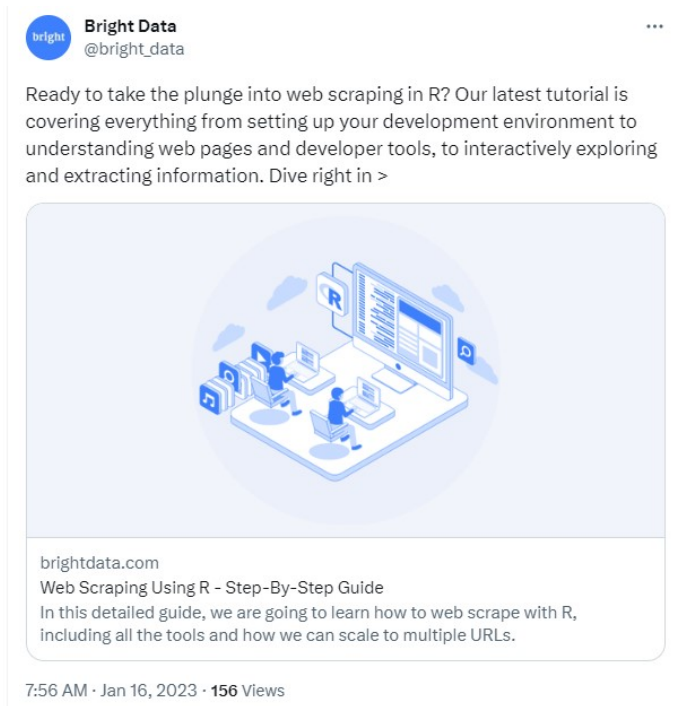 bright
Bright Data
@bright_data
Ready to take the plunge into web scraping in R? Our latest tutorial is
covering everything from setting up your development environment to
understanding web pages and developer tools, to interactively exploring
and extracting information. Dive right in >
R
brightdata.com
Web Scraping Using R - Step-By-Step Guide
In this detailed guide, we are going to learn how to web scrape with R,
including all the tools and how we can scale to multiple URLs.
7:56 AM · Jan 16, 2023 · 156 Views